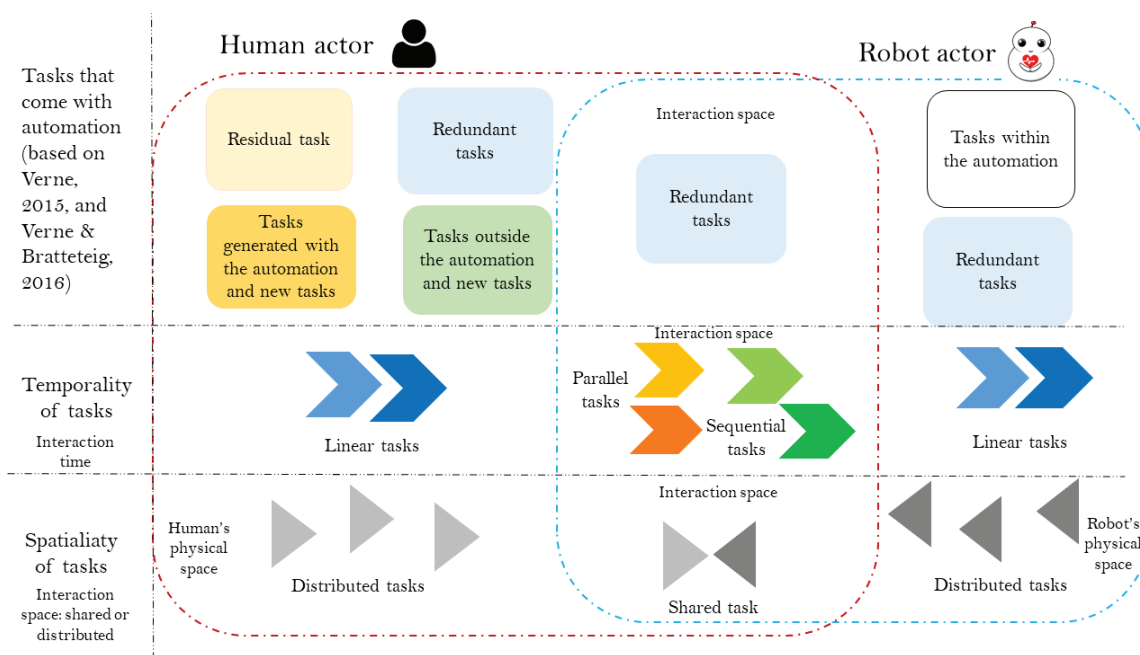 Human actor
Robot actor
Tasks that
come with
automation
(based on
Verne,
2015, and
Verne &
Bratteteig,
2016)
Residual task
Redundant
tasks
Tasks
generated with
the automation
and new tasks
Tasks outside
the automation
and new tasks
Interaction space
Redundant
tasks
Tasks within
the automation
Redundant
tasks
Temporality
of tasks
Interaction
time
Linear tasks
Interaction space
Parallel
tasks
Sequential
tasks
Linear tasks
Spatialiaty
of tasks
Interaction
space: shared or
distributed
Human's
physical
space
Distributed tasks
Interaction space
Shared task
Distributed tasks
Robot's
physical
space